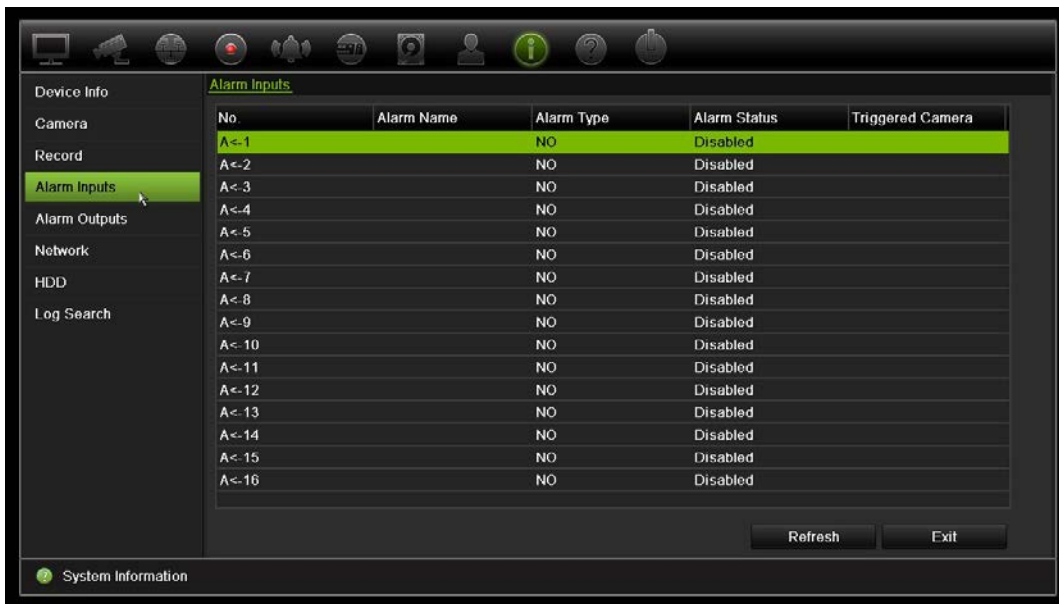 Device Info
Camera
Record
Alarm Inputs
Alarm Outputs
Network
HDD
Log Search
Alarm Inputs
No. Alarm Name Alarm Type Alarm Status Triggered Camera
A<-1 NO Disabled
A<-2 NO Disabled
A<-3 NO Disabled
A<-4 NO Disabled
A<-5 NO Disabled
A<-6 NO Disabled
A<-7 NO Disabled
A<-8 NO Disabled
A<-9 NO Disabled
A<-10 NO Disabled
A<-11 NO Disabled
A<-12 NO Disabled
A<-13 NO Disabled
A<-14 NO Disabled
A<-15 NO Disabled
A<-16 NO Disabled
Refresh Exit
System Information